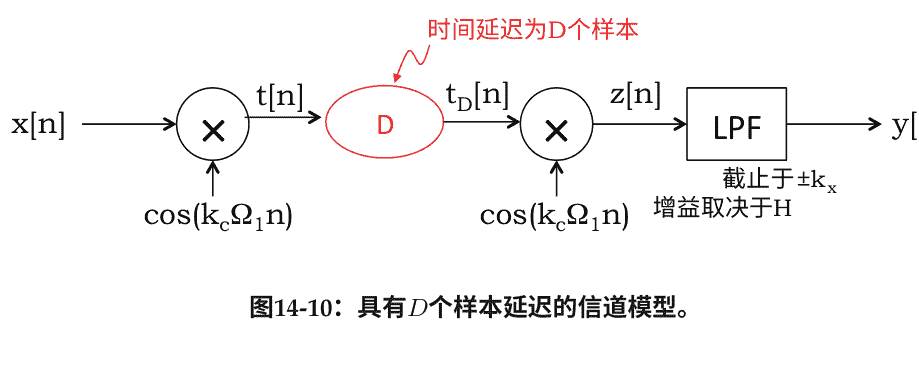 时间延迟为D个样本
x[n]
t[n]
D
t_D[n]
z[n]
LPF
y[
×
×
cos(k_cΩ_1n)
cos(k_cΩ_1n)
截止于±k_x
增益取决于H
图14-10：具有D个样本延迟的信道模型。